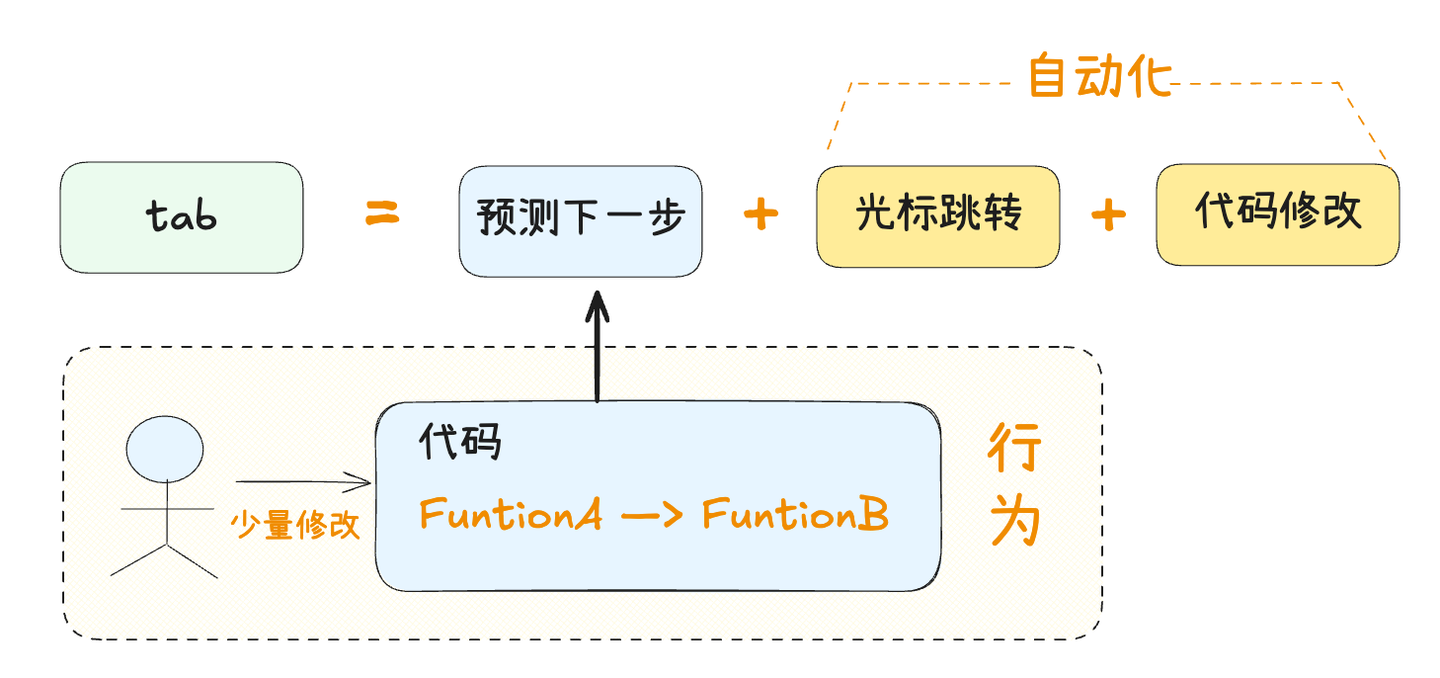 自动化
tab = 预测下一步 + 光标跳转 + 代码修改
代码
少量修改
FuntionA —> FuntionB
行
为